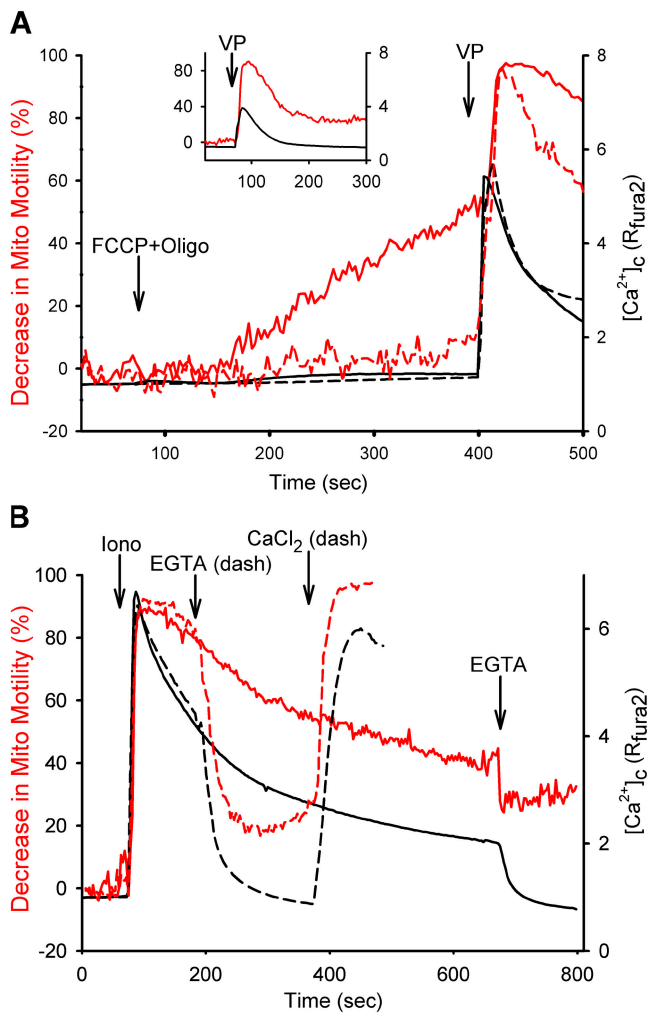 A
Decrease in Mito Motility (%)
100
80
60
40
20
0
-20
FCCP+Oligo
VP
80
40
0
8
4
0
100
200
300
VP
8
6
4
2
0
[Ca2+]C (Rfura2)
100
200
300
400
500
Time (sec)
B
Decrease in Mito Motility (%)
100
80
60
40
20
0
-20
Iono
EGTA (dash)
CaCl2 (dash)
EGTA
6
4
2
0
[Ca2+]C (Rfura2)
0
200
400
600
800
Time (sec)